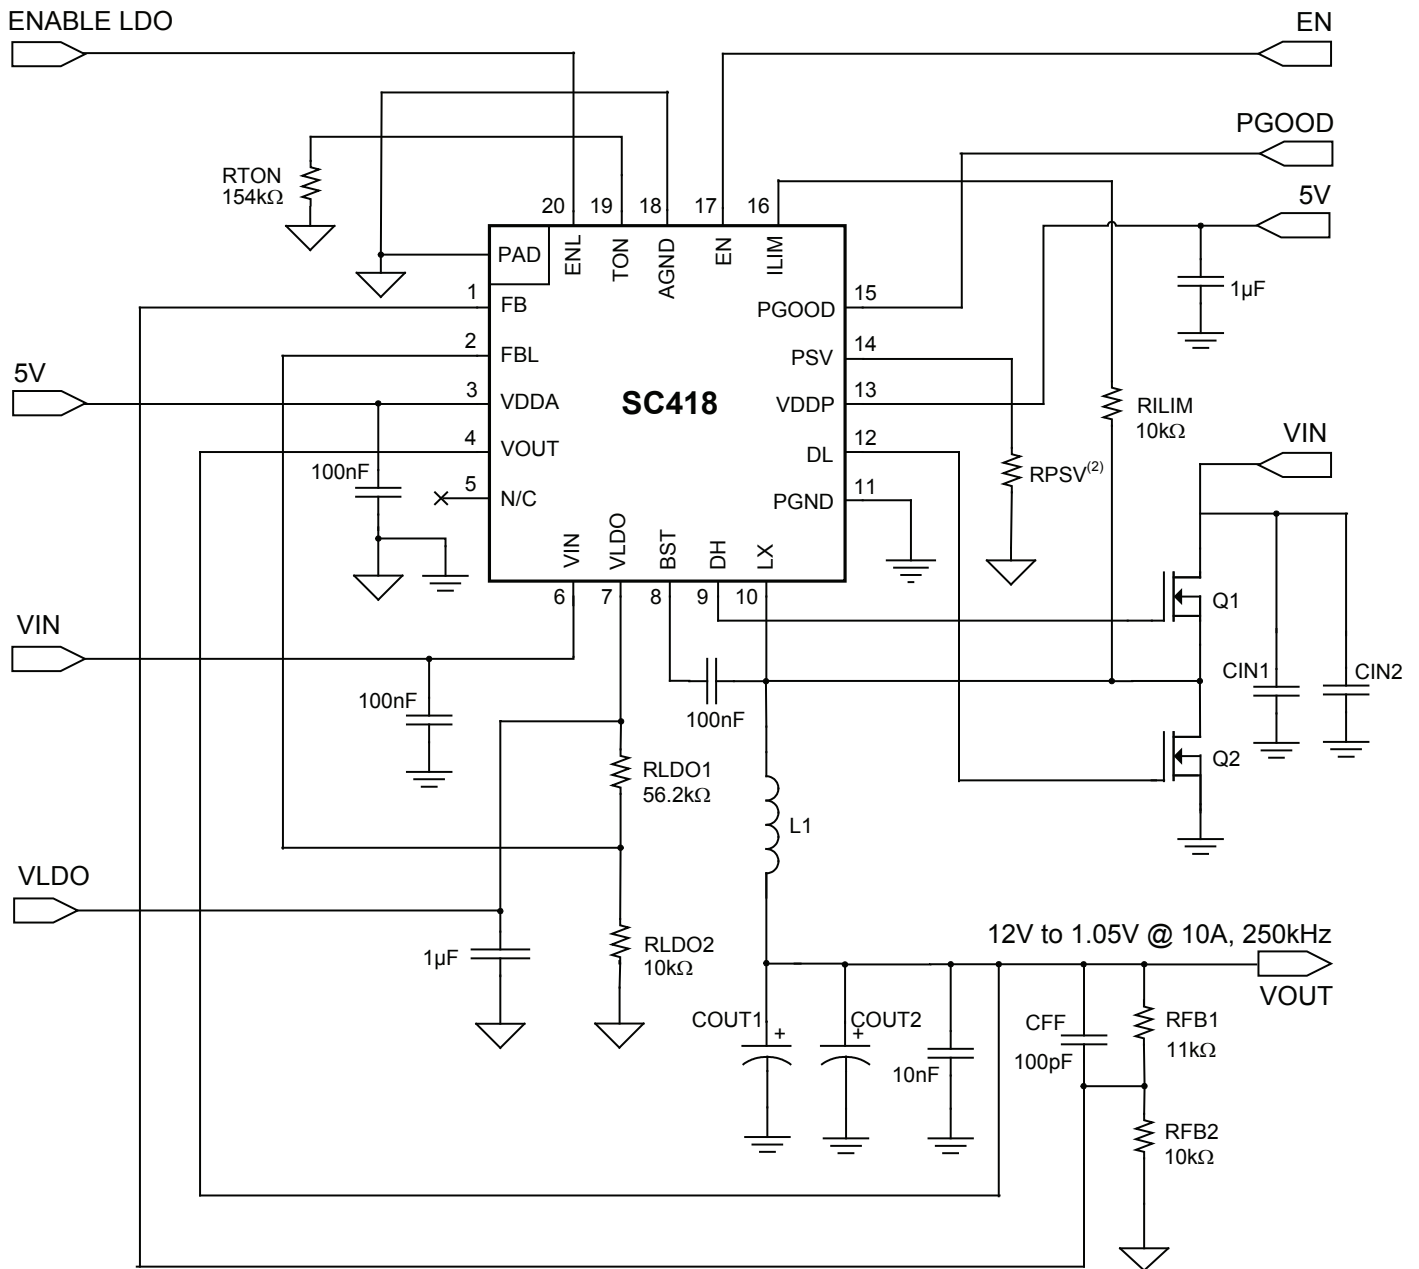 ENABLE LDO
EN
PGOOD
5V
1µF
RTON
154kΩ
20 19 18 17 16
PAD
ENL
TON
AGND
EN
ILIM
1
FB
2
FBL
5V
3
VDDA
4
VOUT
5
N/C
100nF
SC418
15
PGOOD
14
PSV
13
VDDP
12
DL
11
PGND
RILIM
10kΩ
RPSV(2)
VIN
VIN
VLDO
BST
DH
LX
6 7 8 9 10
Q1
VIN
100nF
100nF
CIN1
CIN2
Q2
RLDO1
56.2kΩ
L1
VLDO
1µF
RLDO2
10kΩ
12V to 1.05V @ 10A, 250kHz
VOUT
COUT1
+
COUT2
+
10nF
CFF
100pF
RFB1
11kΩ
RFB2
10kΩ